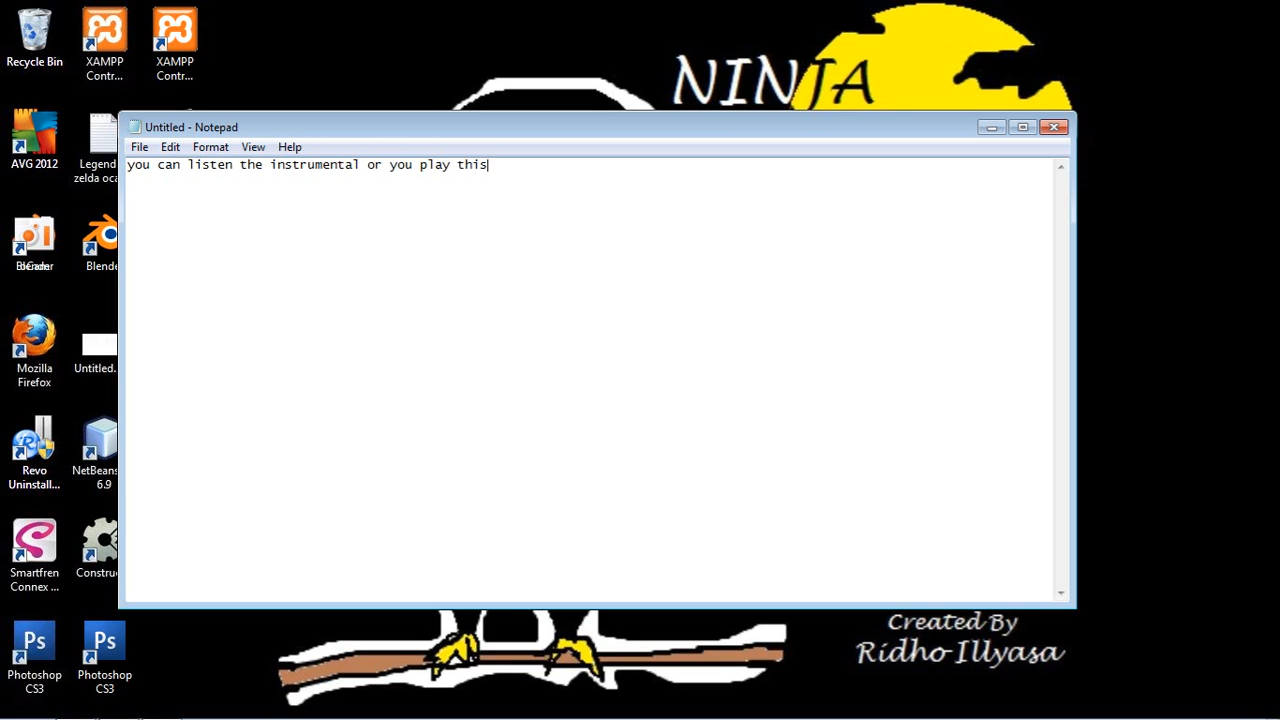 NINJA
Recycle Bin
XAMPP
Contr...
XAMPP
Contr...
AVG 2012
Legend
zelda oca
Untitled - Notepad
File Edit Format View Help
you can listen the instrumental or you play this
Blende
Mozilla
Firefox
Untitled.
Revo
Uninstall...
NetBeans
6.9
Smartfren
Connex ...
Constru
Ps
Photoshop
CS3
Ps
Photoshop
CS3
Created By
Ridho Illyasa